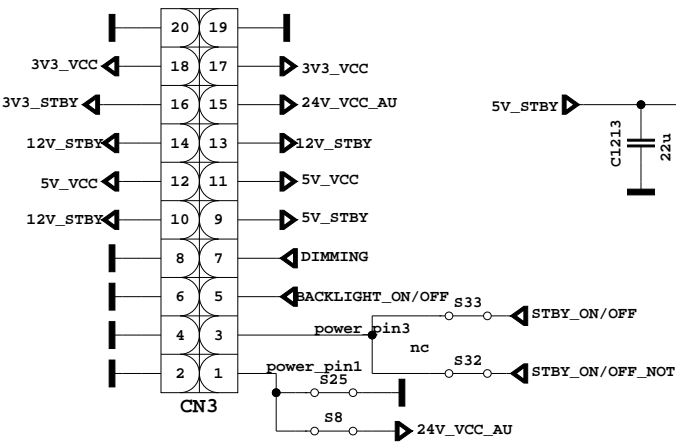 20 19
3V3_VCC 18 17 3V3_VCC
3V3_STBY 16 15 24V_VCC_AU 5V_STBY
C1213
22u
12V_STBY 14 13 12V_STBY
5V_VCC 12 11 5V_VCC
12V_STBY 10 9 5V_STBY
8 7 DIMMING
6 5 BACKLIGHT_ON/OFF
S33
STBY_ON/OFF
4 3 power_pin3
nc
S32
STBY_ON/OFF_NOT
2 1 power_pin1
S25
CN3
S8
24V_VCC_AU